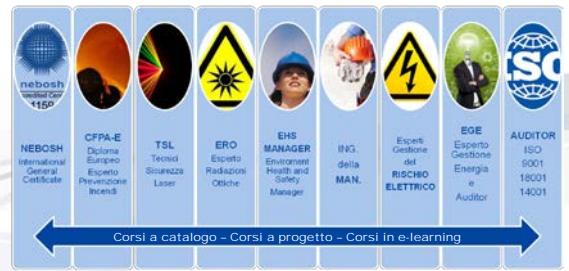 nebosh
1150
ISO
NEBOSH
International
General
Certificate
CFPA-E
Diploma
Europeo
Esperto
Prevenzione
Incendi
TSL
Tecnici
Sicurezza
Laser
ERO
Esperto
Radiazioni
Ottiche
EHS
MANAGER
Enviroment
Health and
Safety
Manager
ING.
della
MAN.
Esperti
Gestione
del
RISCHIO
ELETTRICO
EGE
Esperto
Gestione
Energia
e
Auditor
AUDITOR
ISO
9001
18001
14001
Corsi a catalogo – Corsi a progetto – Corsi in e-learning